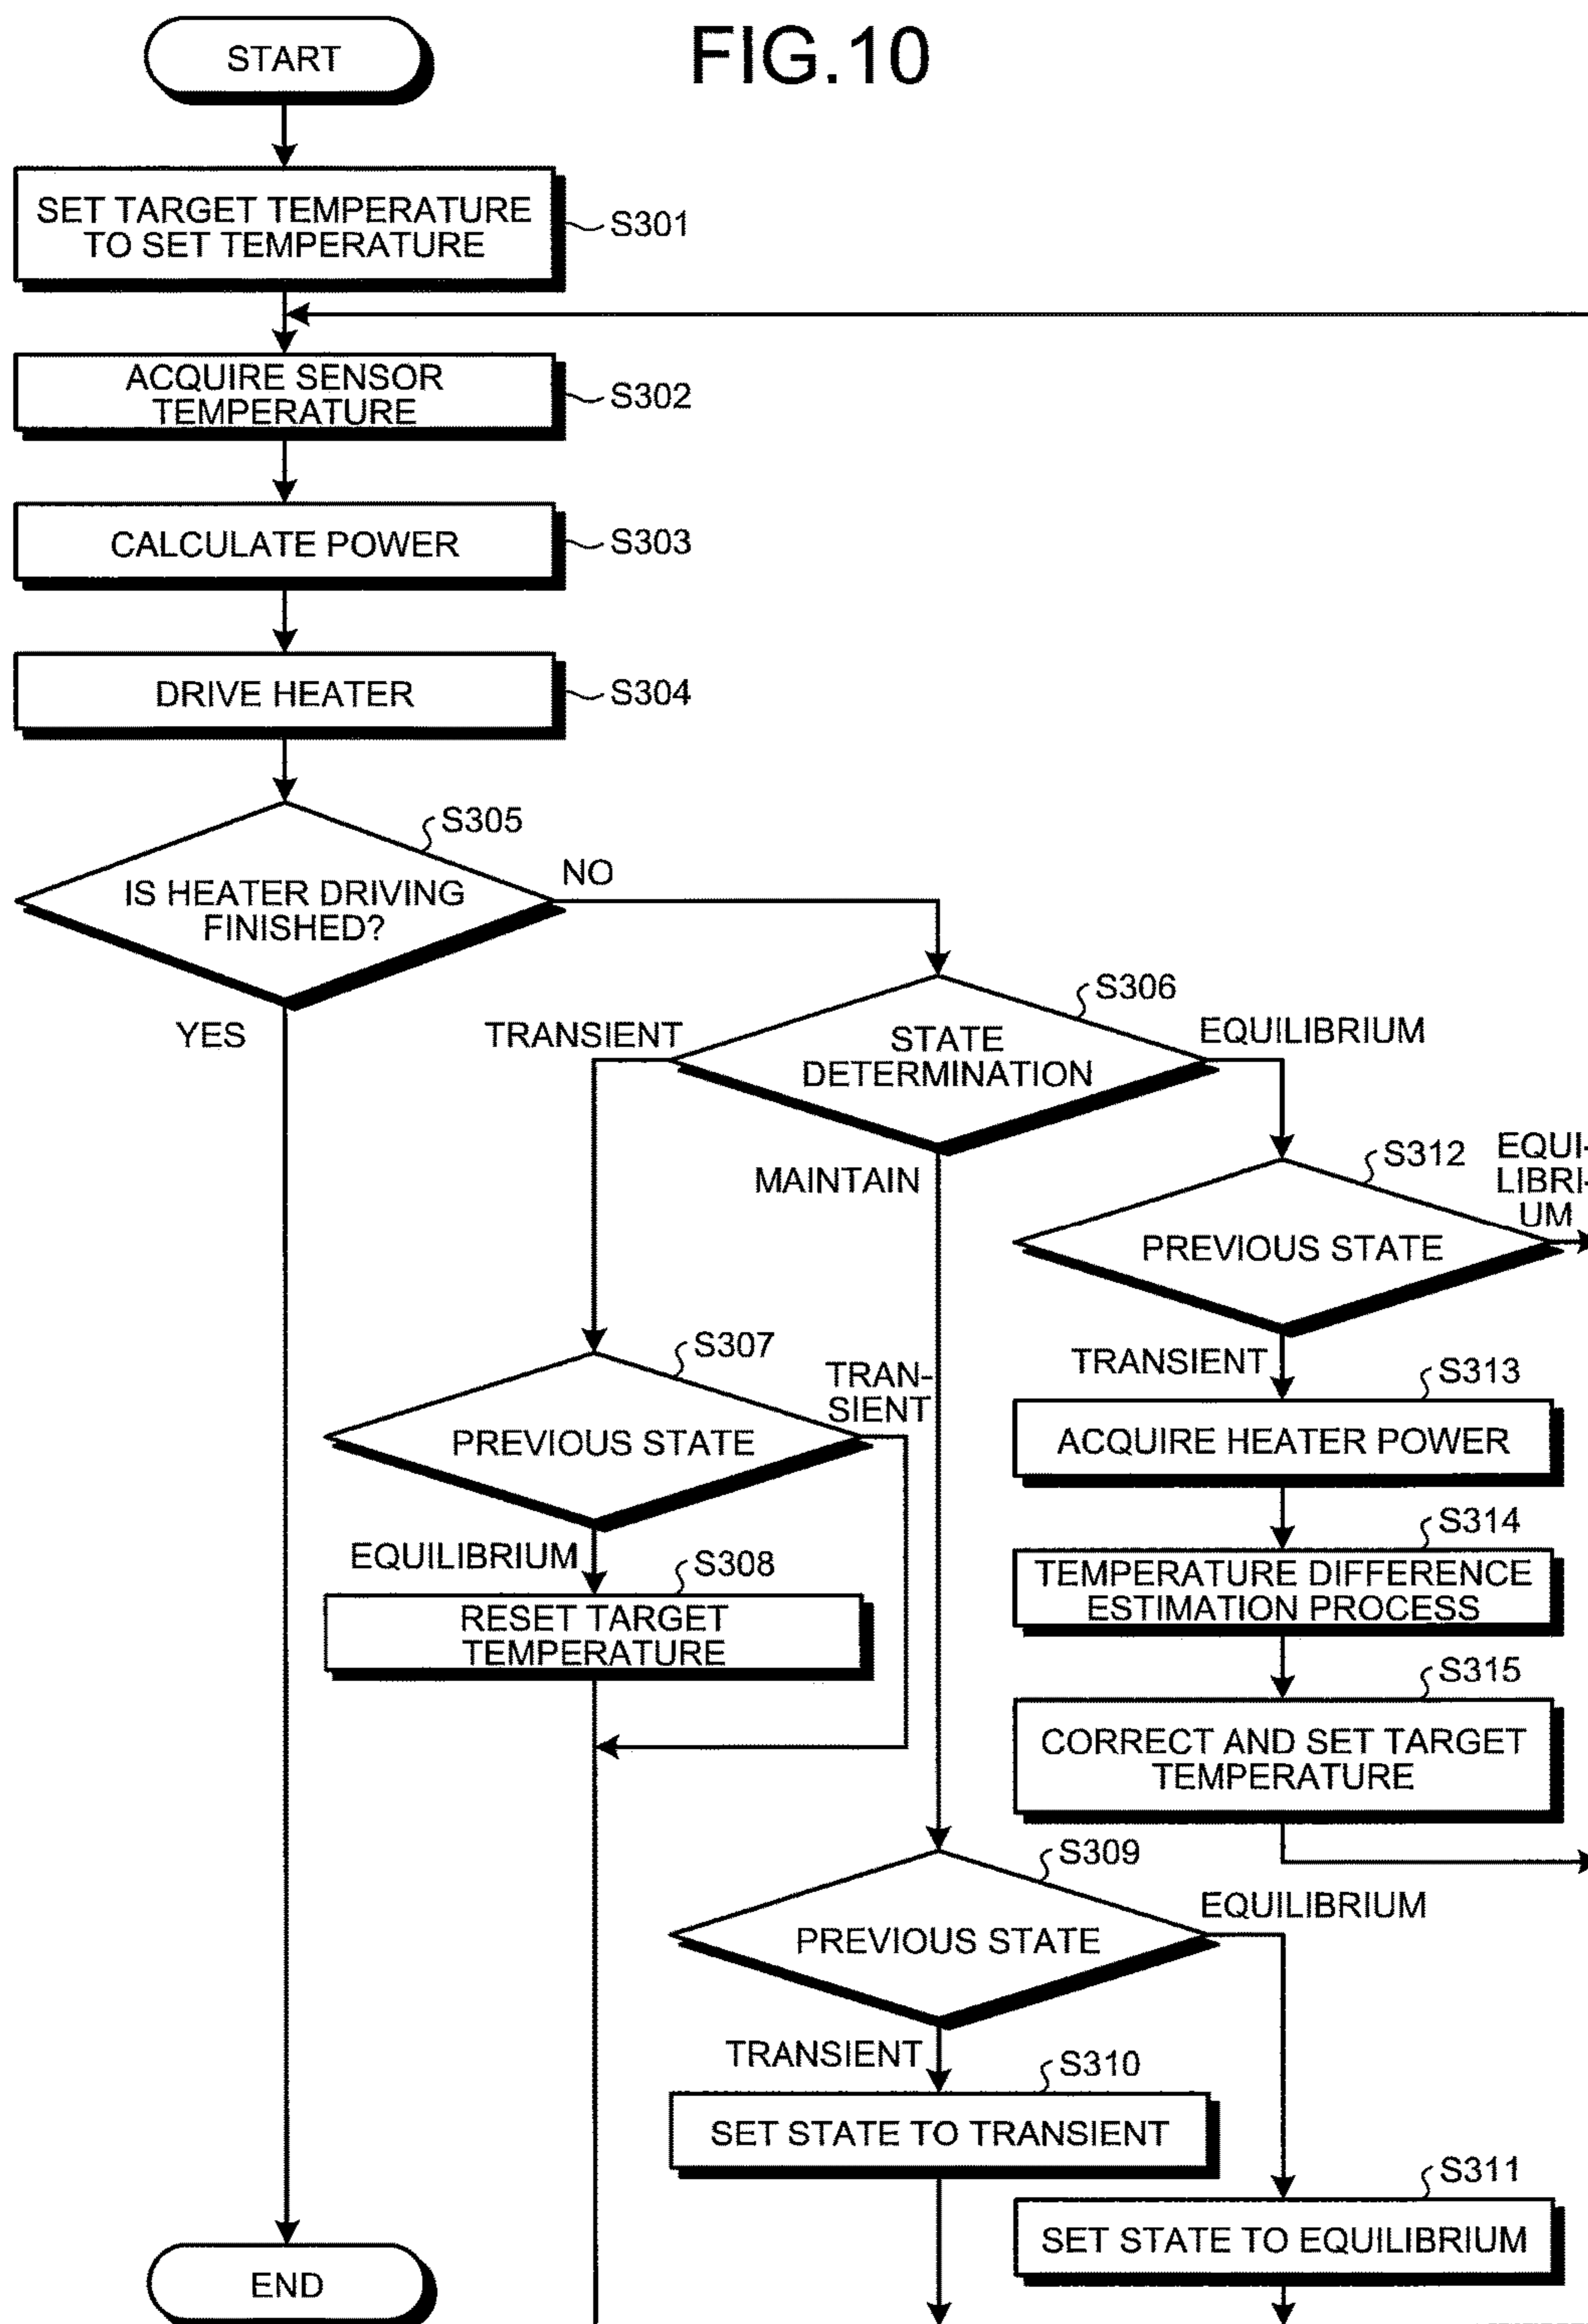 FIG.10
START
SET TARGET TEMPERATURE
TO SET TEMPERATURE
S301
ACQUIRE SENSOR
TEMPERATURE
S302
CALCULATE POWER
S303
DRIVE HEATER
S304
S305
IS HEATER DRIVING
FINISHED?
NO
YES
S306
STATE
DETERMINATION
TRANSIENT
EQUILIBRIUM
MAINTAIN
S312
EQUI-
LIBRI-
UM
PREVIOUS STATE
TRANSIENT
S313
ACQUIRE HEATER POWER
S314
TEMPERATURE DIFFERENCE
ESTIMATION PROCESS
S315
CORRECT AND SET TARGET
TEMPERATURE
S307
TRAN-
SIENT
PREVIOUS STATE
EQUILIBRIUM
S308
RESET TARGET
TEMPERATURE
S309
EQUILIBRIUM
PREVIOUS STATE
TRANSIENT
S310
SET STATE TO TRANSIENT
S311
SET STATE TO EQUILIBRIUM
END